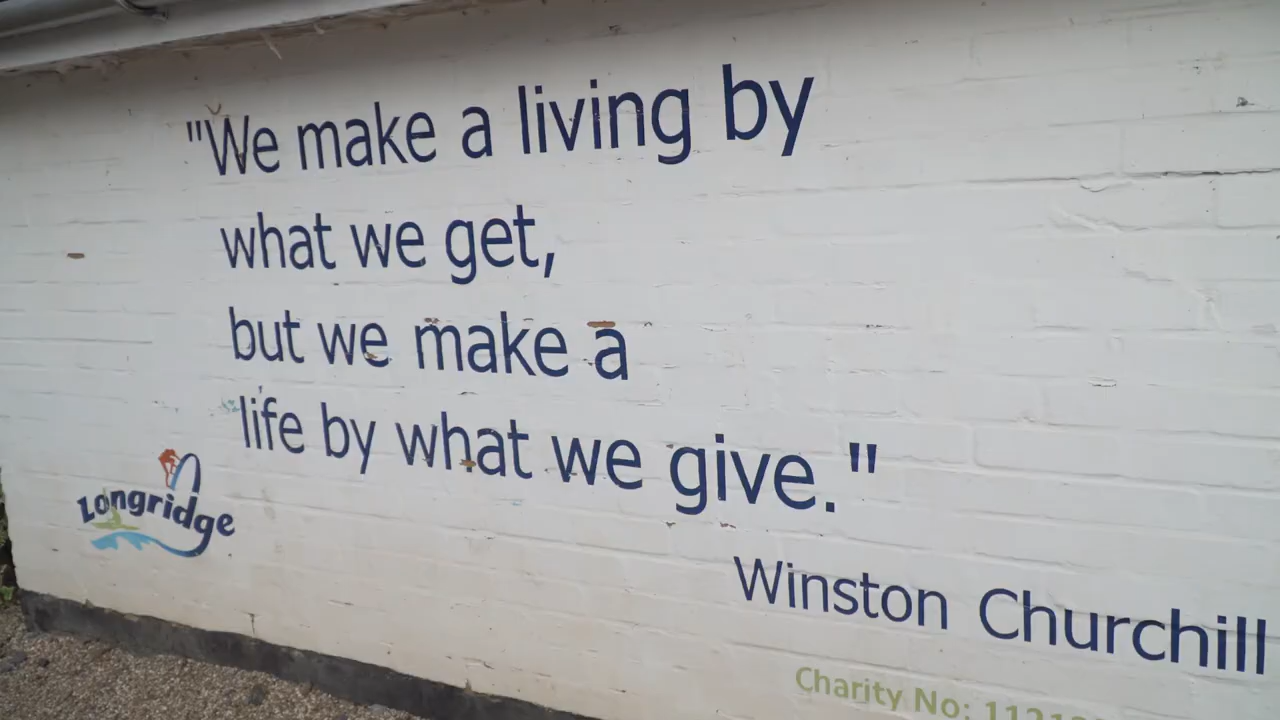 "We make a living by
what we get,
but we make a
life by what we give."
Longridge
Winston Churchill
Charity No: